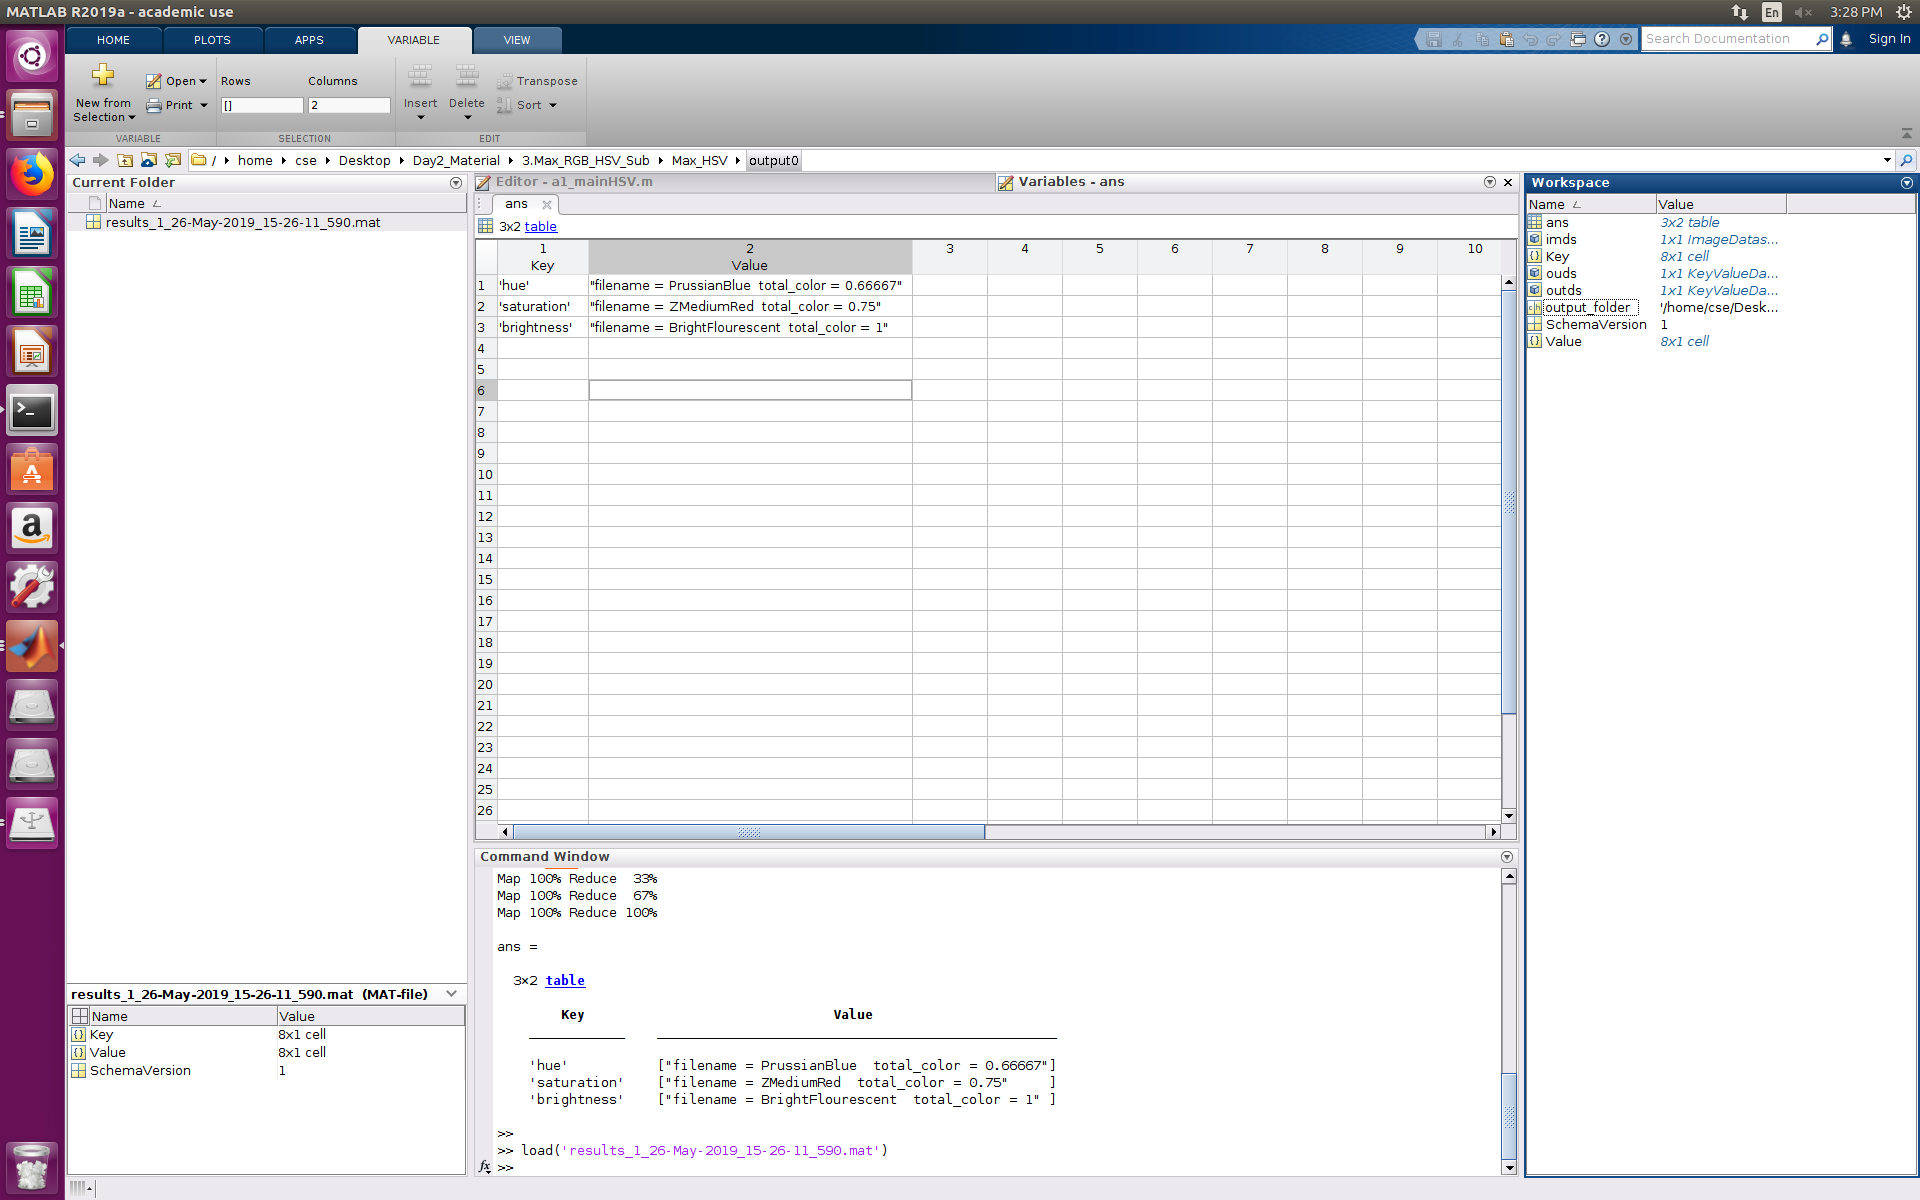 MATLAB R2019a - academic use
En
3:28 PM
HOME PLOTS APPS VARIABLE VIEW
Search Documentation
Sign In
New from
Selection
Open
Print
Rows
Columns
[]
2
Insert
Delete
Transpose
Sort
VARIABLE SELECTION EDIT
/ home cse Desktop Day2_Material 3.Max_RGB_HSV_Sub Max_HSV output0
Current Folder
Name
results_1_26-May-2019_15-26-11_590.mat
results_1_26-May-2019_15-26-11_590.mat (MAT-file)
Name Value
Key 8x1 cell
Value 8x1 cell
SchemaVersion 1
Editor - a1_mainHSV.m
Variables - ans
ans
3x2 table
1 2 3 4 5 6 7 8 9 10
Key Value
1 'hue' "filename = PrussianBlue  total_color = 0.66667"
2 'saturation' "filename = ZMediumRed  total_color = 0.75"
3 'brightness' "filename = BrightFlourescent  total_color = 1"
4
5
6
7
8
9
10
11
12
13
14
15
16
17
18
19
20
21
22
23
24
25
26
Command Window
Map 100% Reduce  33%
Map 100% Reduce  67%
Map 100% Reduce 100%
ans =
3×2 table
Key Value
'hue' ["filename = PrussianBlue  total_color = 0.66667"]
'saturation' ["filename = ZMediumRed  total_color = 0.75" ]
'brightness' ["filename = BrightFlourescent  total_color = 1" ]
>>
>> load('results_1_26-May-2019_15-26-11_590.mat')
fx >>
Workspace
Name Value
ans 3x2 table
imds 1x1 ImageDatas...
Key 8x1 cell
ouds 1x1 KeyValueDa...
outds 1x1 KeyValueDa...
output_folder '/home/cse/Desk...
SchemaVersion 1
Value 8x1 cell